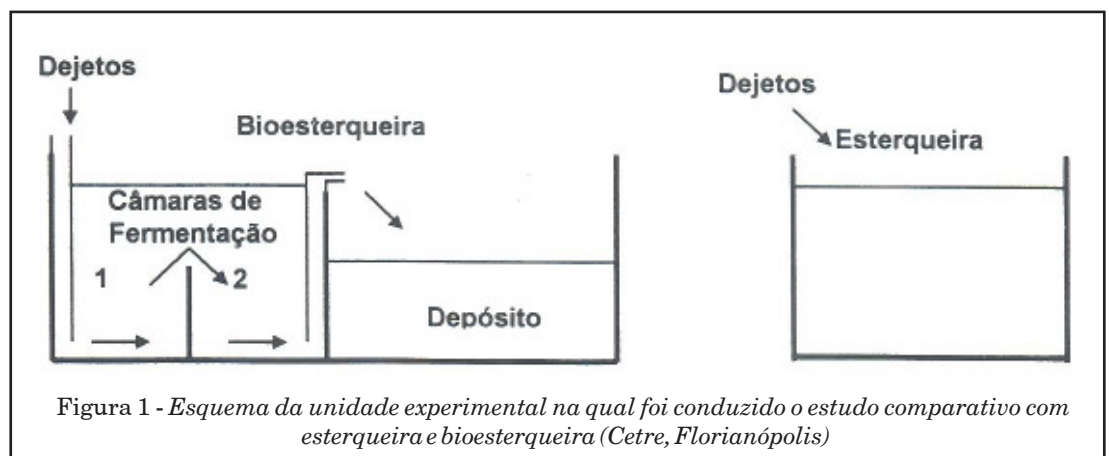 Dejetos
Bioesterqueira
Câmaras de
Fermentação
1
2
Depósito
Dejetos
Esterqueira
Figura 1 - Esquema da unidade experimental na qual foi conduzido o estudo comparativo com
esterqueira e bioesterqueira (Cetre, Florianópolis)